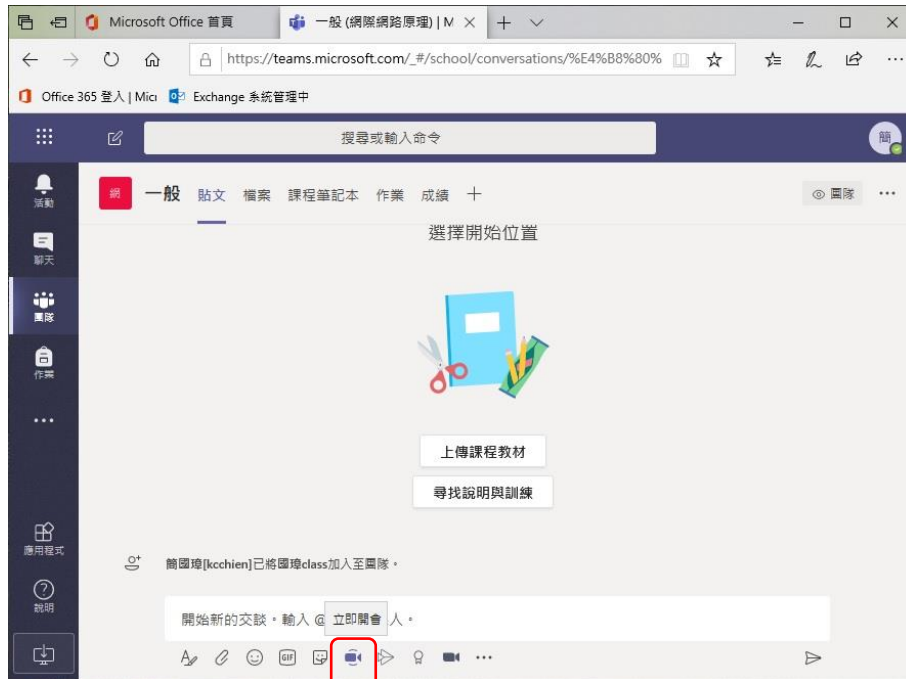 Microsoft Office 首頁
一般 (網際網路原理) | M
https://teams.microsoft.com/_#/school/conversations/%E4%B8%80%
Office 365 登入 | Micr
Exchange 系統管理中
搜尋或輸入命令
簡
活動
網
一般 貼文 檔案 課程筆記本 作業 成績
團隊
選擇開始位置
聊天
團隊
作業
上傳課程教材
尋找說明與訓練
應用程式
簡國璋[kcchien]已將國璋class加入至團隊。
說明
開始新的交談。輸入 @ 立即開會 人。
GIF